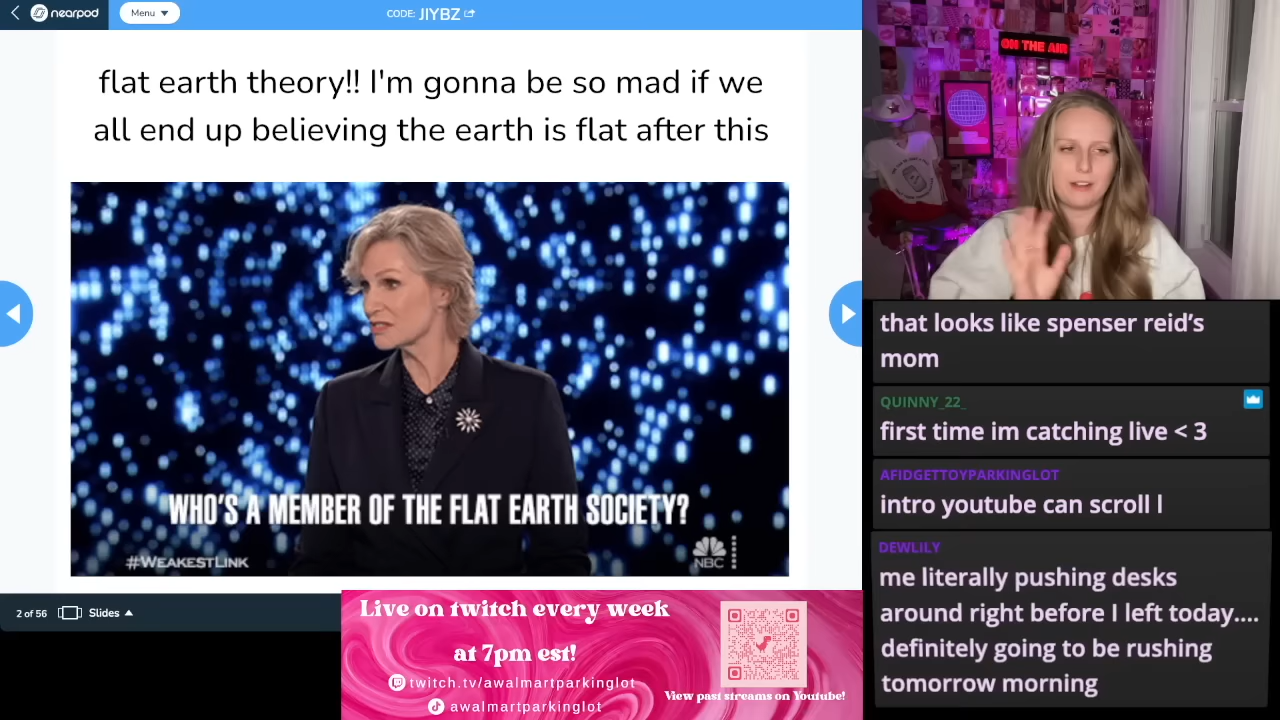 nearpod
Menu
CODE: JIYBZ
flat earth theory!! I'm gonna be so mad if we
all end up believing the earth is flat after this
WHO'S A MEMBER OF THE FLAT EARTH SOCIETY?
#WEAKESTLINK
NBC
2 of 56
Slides
Live on twitch every week
at 7pm est!
twitch.tv/awalmartparkinglot
awalmartparkinglot
View past streams on Youtube!
ON THE AIR
that looks like spenser reid’s
mom
QUINNY_22_
first time im catching live < 3
AFIDGETTOYPARKINGLOT
intro youtube can scroll l
DEWLILY
me literally pushing desks
around right before I left today....
definitely going to be rushing
tomorrow morning